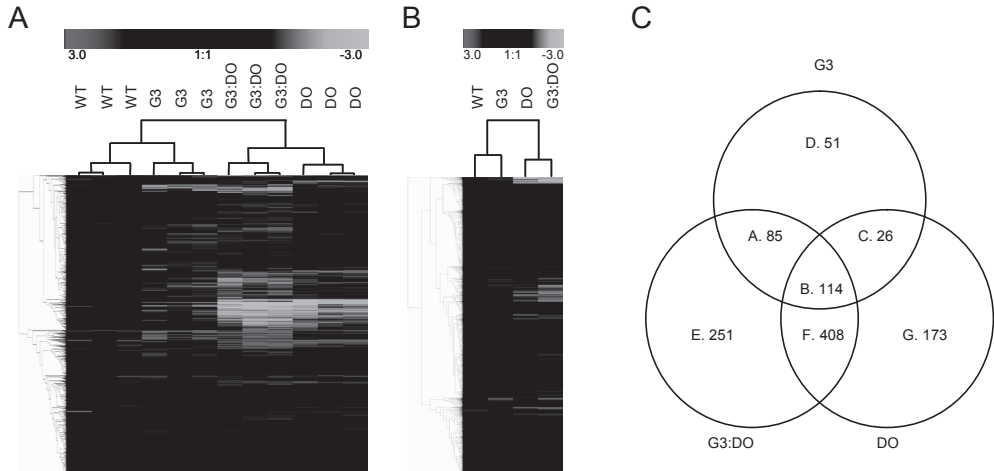 A
3.0 1:1 -3.0
WT WT WT G3 G3 G3 G3:DO G3:DO G3:DO DO DO DO
B
3.0 1:1 -3.0
WT G3 DO G3:DO
C
G3
D. 51
A. 85 C. 26
B. 114
E. 251 F. 408 G. 173
G3:DO DO